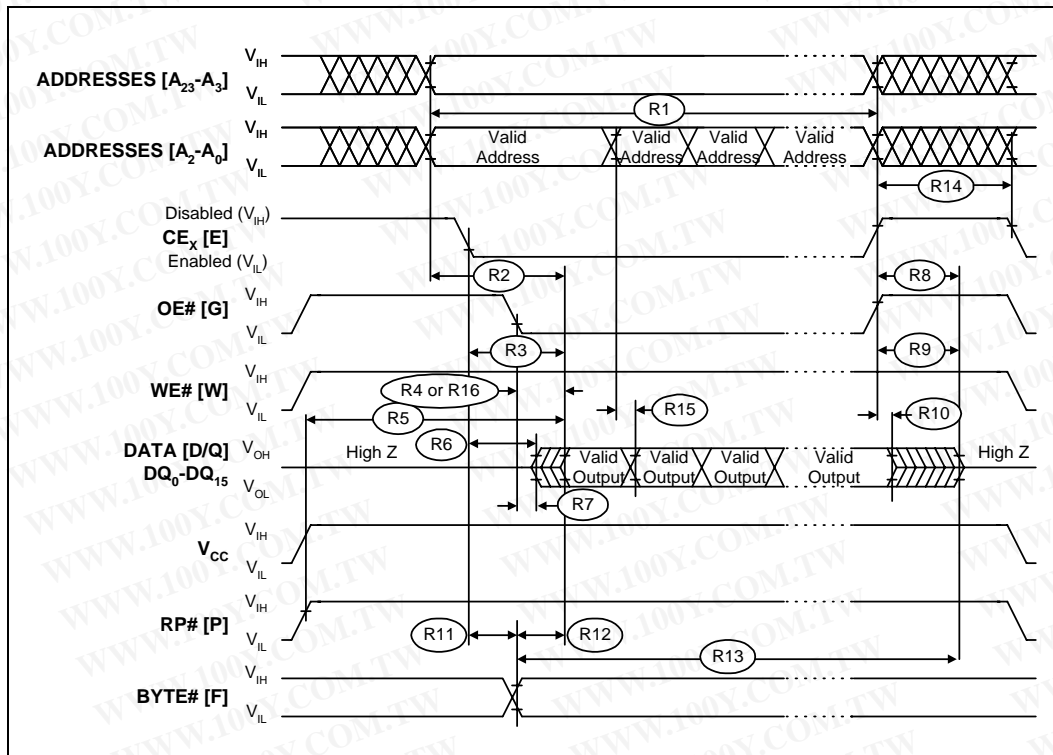 WWW.100Y.COM.TW
ADDRESSES [A23-A3]
VIH
VIL
R1
ADDRESSES [A2-A0]
VIH
VIL
Valid Address
Valid Address
Valid Address
Valid Address
R14
Disabled (VIH)
CEX [E]
Enabled (VIL)
R2
R8
OE# [G]
VIH
VIL
R3
R9
WE# [W]
VIH
VIL
R4 or R16
R5
R15
R10
R6
DATA [D/Q]
DQ0-DQ15
VOH
VOL
High Z
Valid Output
Valid Output
Valid Output
Valid Output
High Z
R7
VCC
VIH
VIL
RP# [P]
VIH
VIL
R11
R12
R13
BYTE# [F]
VIH
VIL